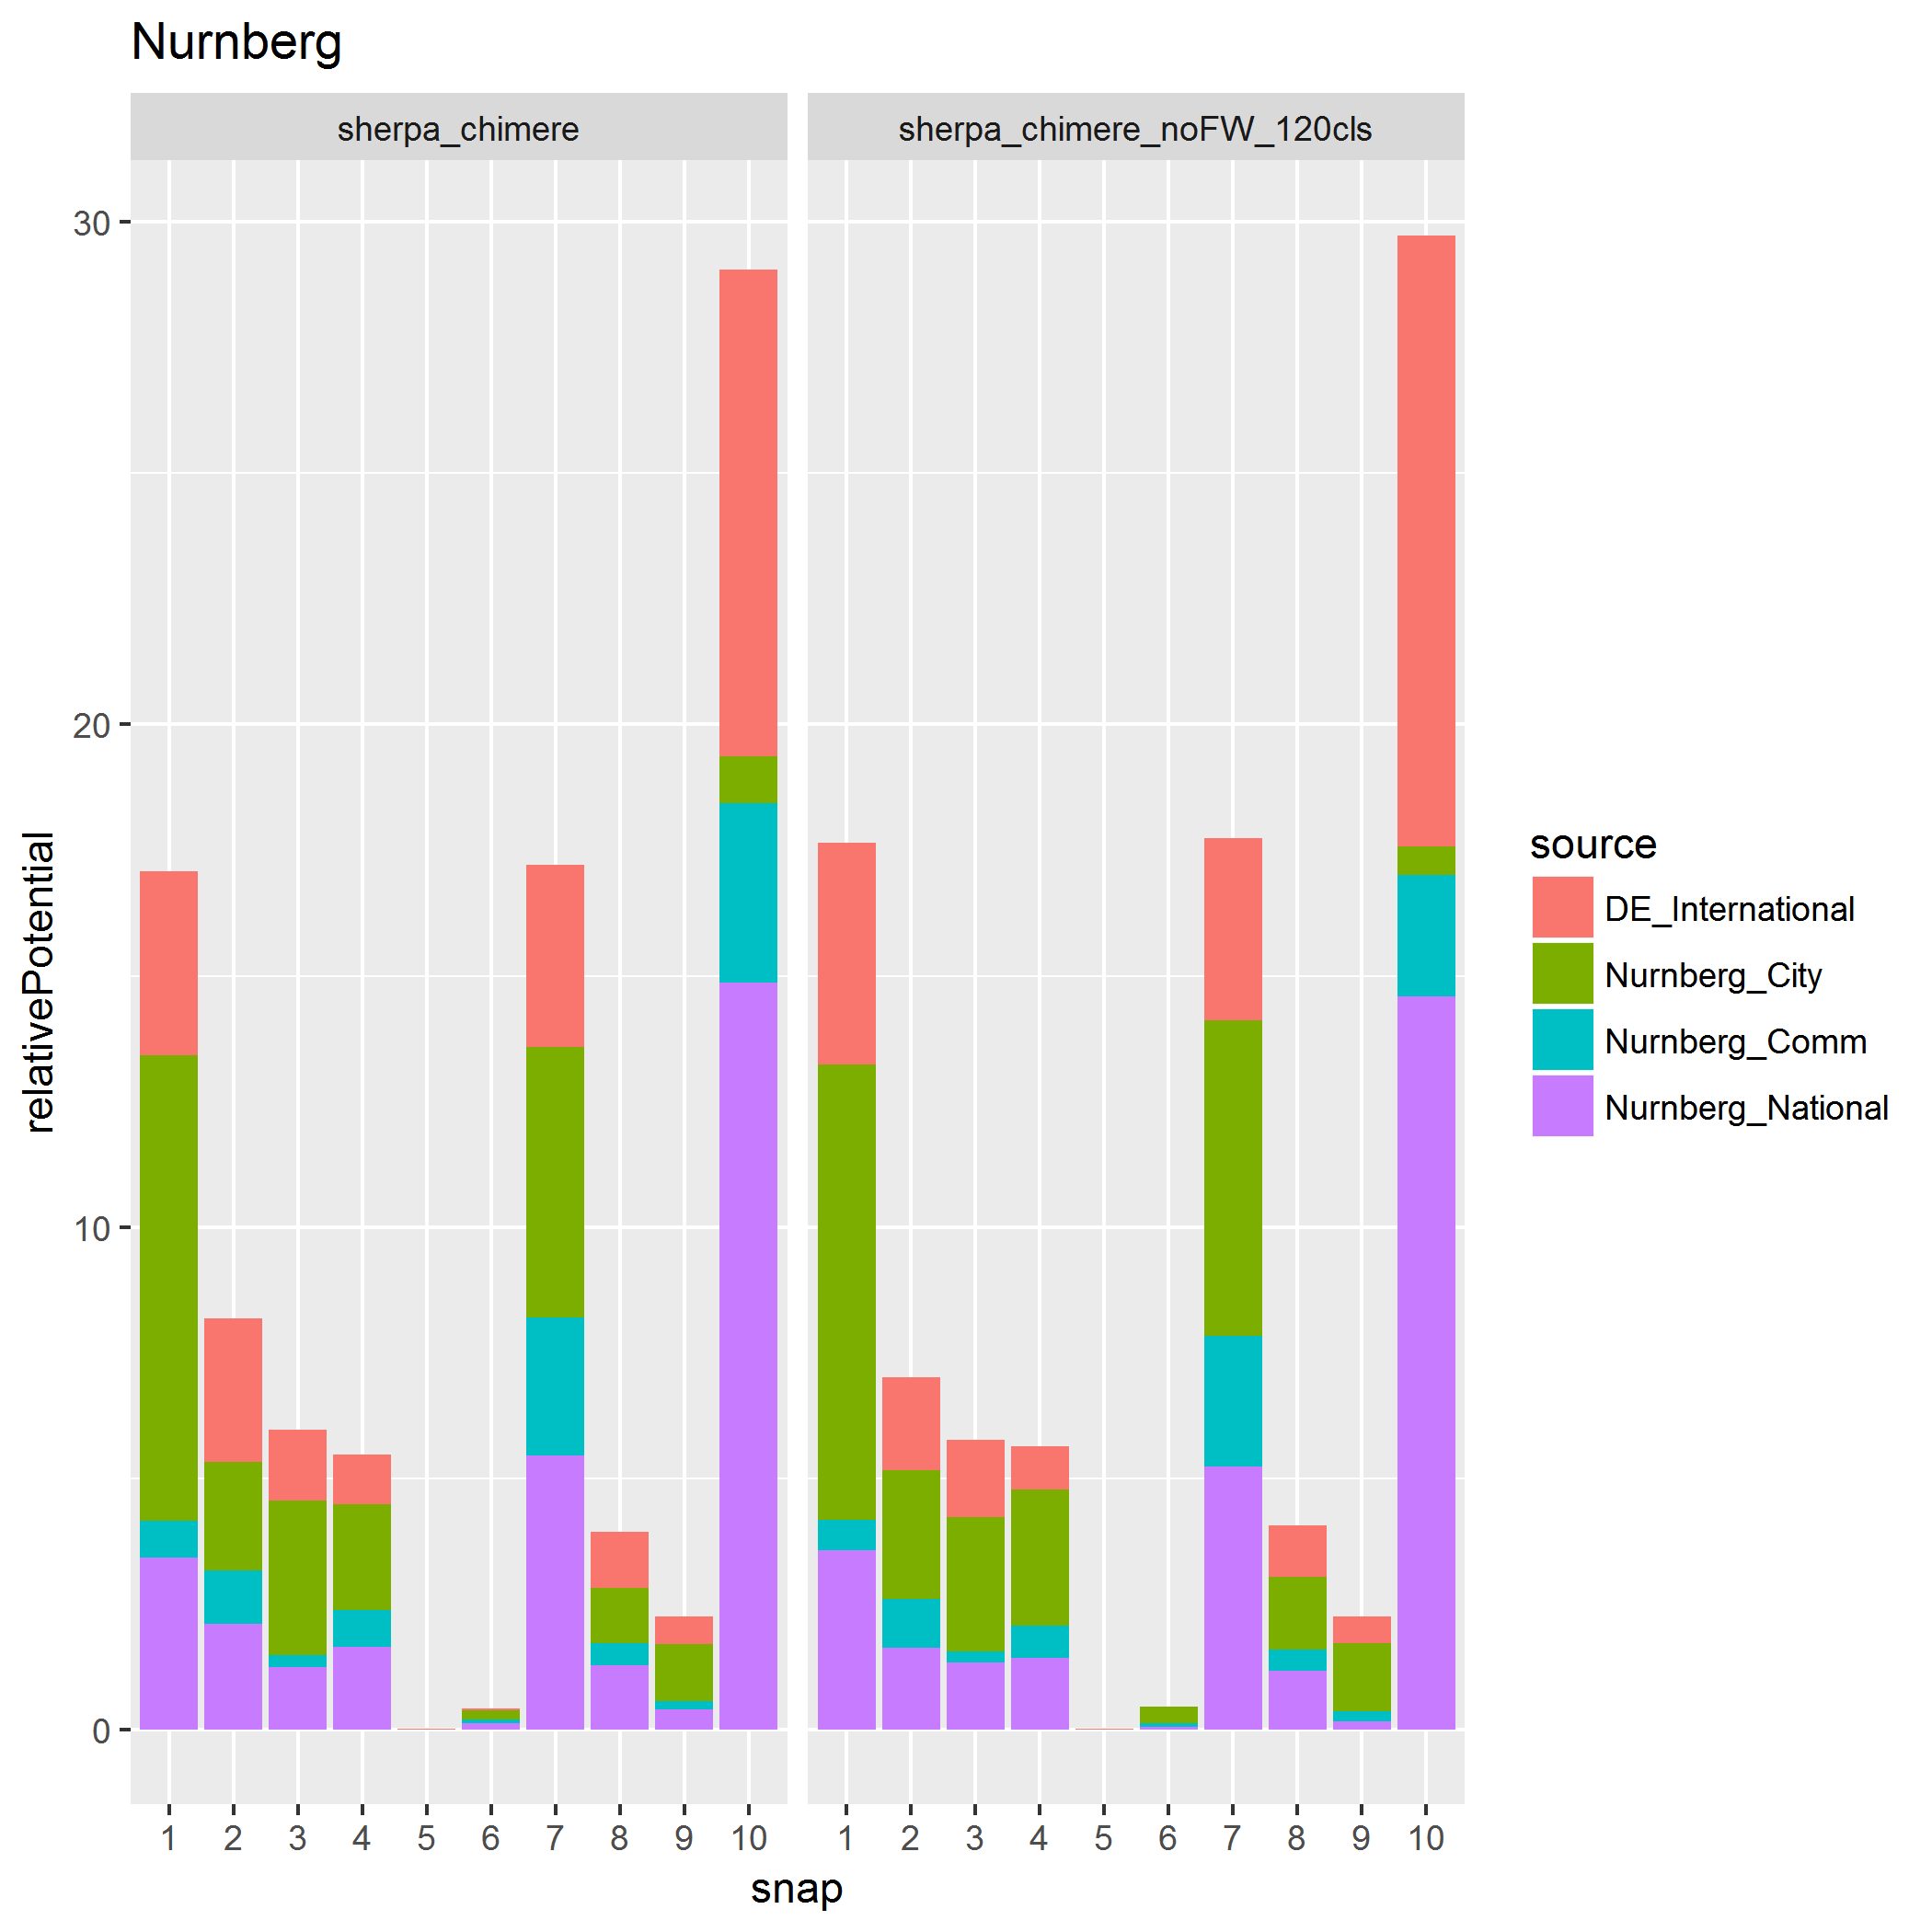 Nurnberg
sherpa_chimere
sherpa_chimere_noFW_120cls
30
20
10
0
relativePotential
1 2 3 4 5 6 7 8 9 10
1 2 3 4 5 6 7 8 9 10
snap
source
DE_International
Nurnberg_City
Nurnberg_Comm
Nurnberg_National